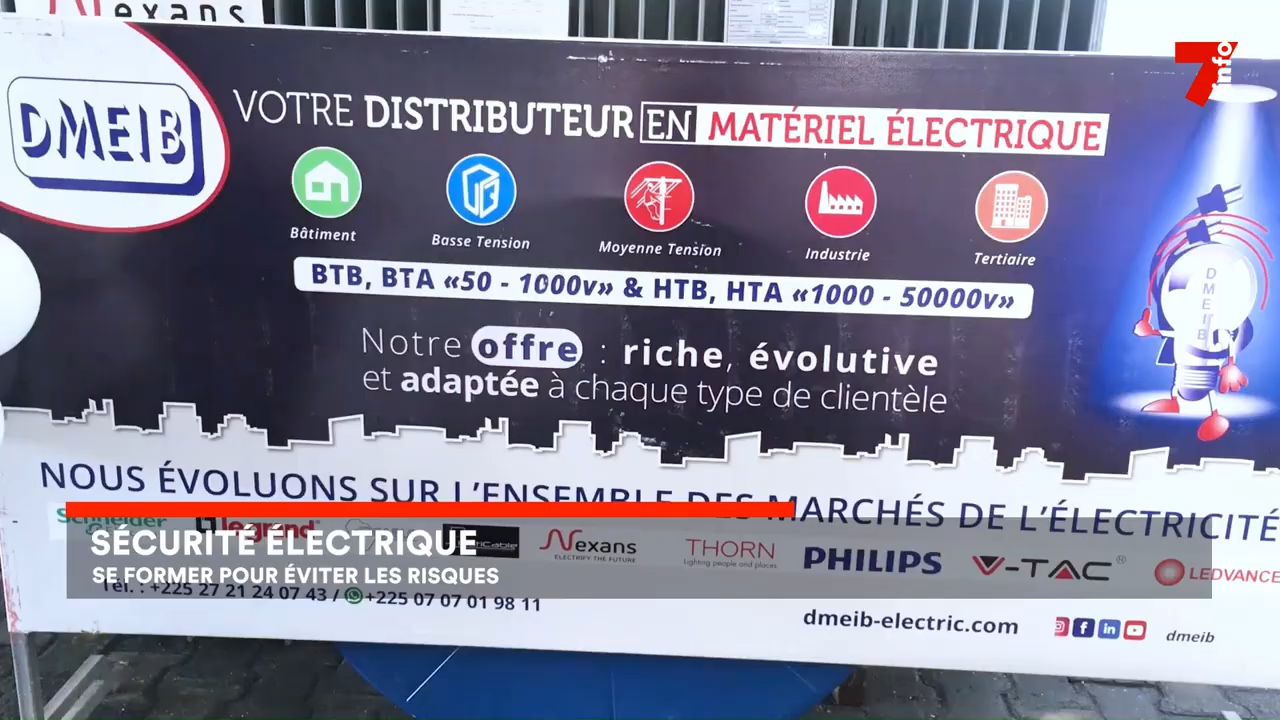 Nexans
7info
DMEIB
VOTRE DISTRIBUTEUR EN MATÉRIEL ÉLECTRIQUE
Bâtiment
Basse Tension
Moyenne Tension
Industrie
Tertiaire
BTB, BTA «50 - 1000v» & HTB, HTA «1000 - 50000v»
Notre offre : riche, évolutive
et adaptée à chaque type de clientèle
DMEIB
NOUS ÉVOLUONS SUR L'ENSEMBLE DES MARCHÉS DE L'ÉLECTRICITÉ
Schneider
legrand
Nexans
ELECTRIFY THE FUTURE
THORN
Lighting people and places
PHILIPS
V-TAC®
LEDVANCE
SÉCURITÉ ÉLECTRIQUE
SE FORMER POUR ÉVITER LES RISQUES
Tél. : +225 27 21 24 07 43 / +225 07 07 01 98 11
dmeib-electric.com
dmeib